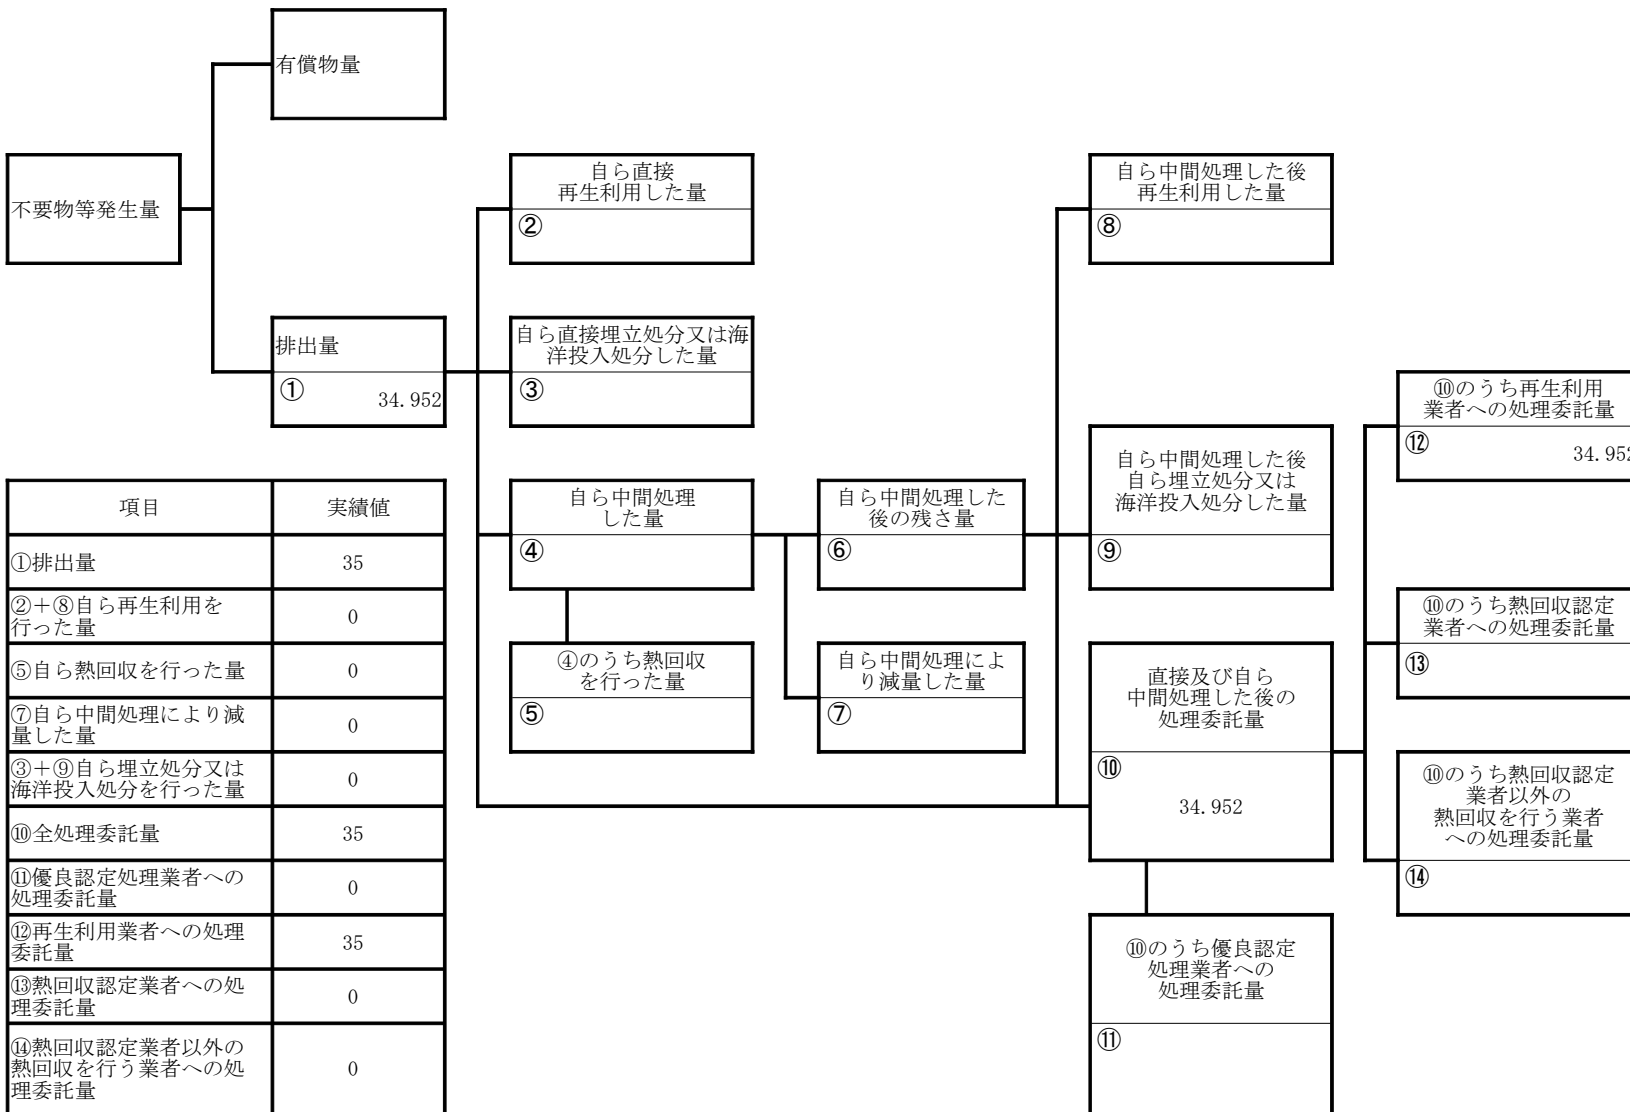 有償物量
不要物等発生量
自ら直接
再生利用した量
②
自ら中間処理した後
再生利用した量
⑧
排出量
①
34.952
自ら直接埋立処分又は海
洋投入処分した量
③
⑩のうち再生利用
業者への処理委託量
⑫
34.952
自ら中間処理した後
自ら埋立処分又は
海洋投入処分した量
⑨
自ら中間処理
した量
④
自ら中間処理した
後の残さ量
⑥
④のうち熱回収
を行った量
⑤
自ら中間処理によ
り減量した量
⑦
直接及び自ら
中間処理した後の
処理委託量
⑩
34.952
⑩のうち熱回収認定
業者への処理委託量
⑬
⑩のうち熱回収認定
業者以外の
熱回収を行う業者
への処理委託量
⑭
⑩のうち優良認定
処理業者への
処理委託量
⑪
項目 実績値
①排出量 35
②＋⑧自ら再生利用を
行った量 0
⑤自ら熱回収を行った量 0
⑦自ら中間処理により減
量した量 0
③＋⑨自ら埋立処分又は
海洋投入処分を行った量 0
⑩全処理委託量 35
⑪優良認定処理業者への
処理委託量 0
⑫再生利用業者への処理
委託量 35
⑬熱回収認定業者への処
理委託量 0
⑭熱回収認定業者以外の
熱回収を行う業者への処
理委託量 0